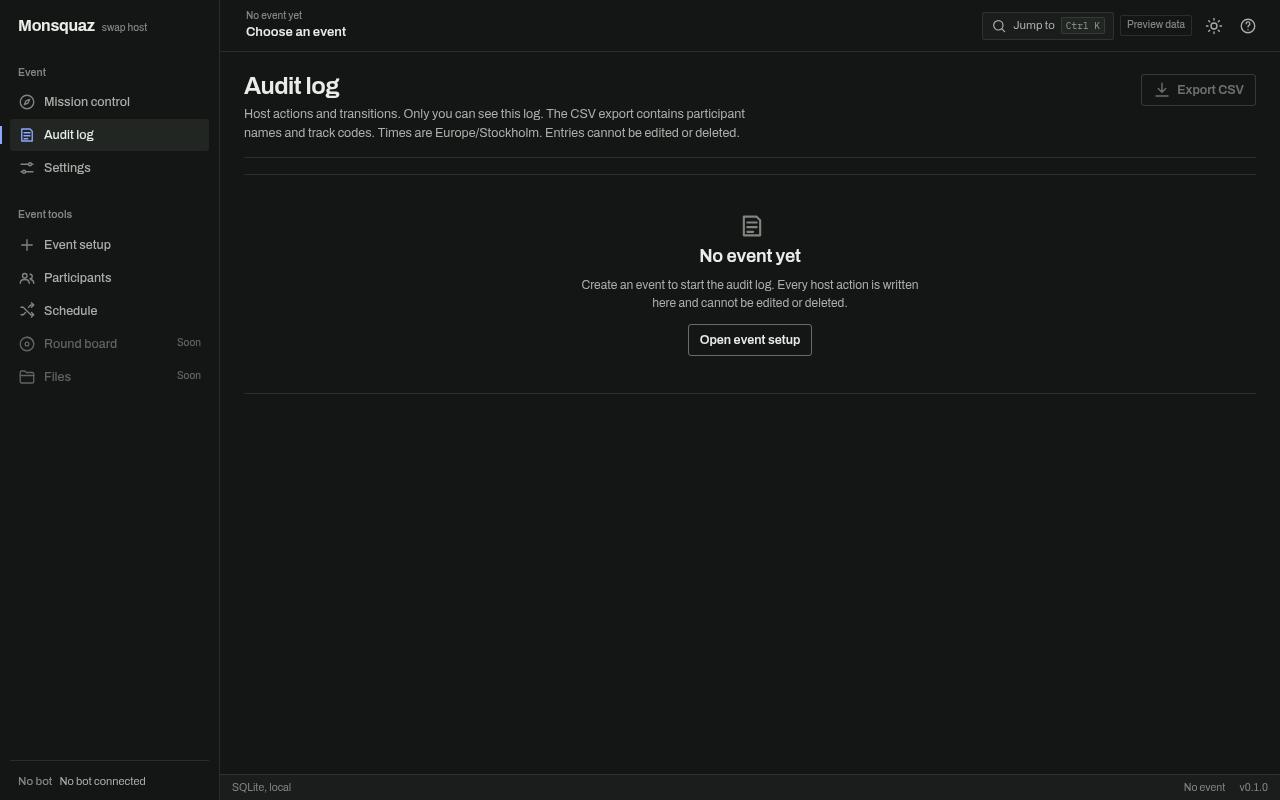 Monsquaz swap host
Event
Mission control
Audit log
Settings
Event tools
Event setup
Participants
Schedule
Round board Soon
Files Soon
No bot No bot connected
No event yet
Choose an event
Jump to Ctrl K
Preview data
Audit log
Host actions and transitions. Only you can see this log. The CSV export contains participant
names and track codes. Times are Europe/Stockholm. Entries cannot be edited or deleted.
Export CSV
No event yet
Create an event to start the audit log. Every host action is written
here and cannot be edited or deleted.
Open event setup
SQLite, local
No event v0.1.0